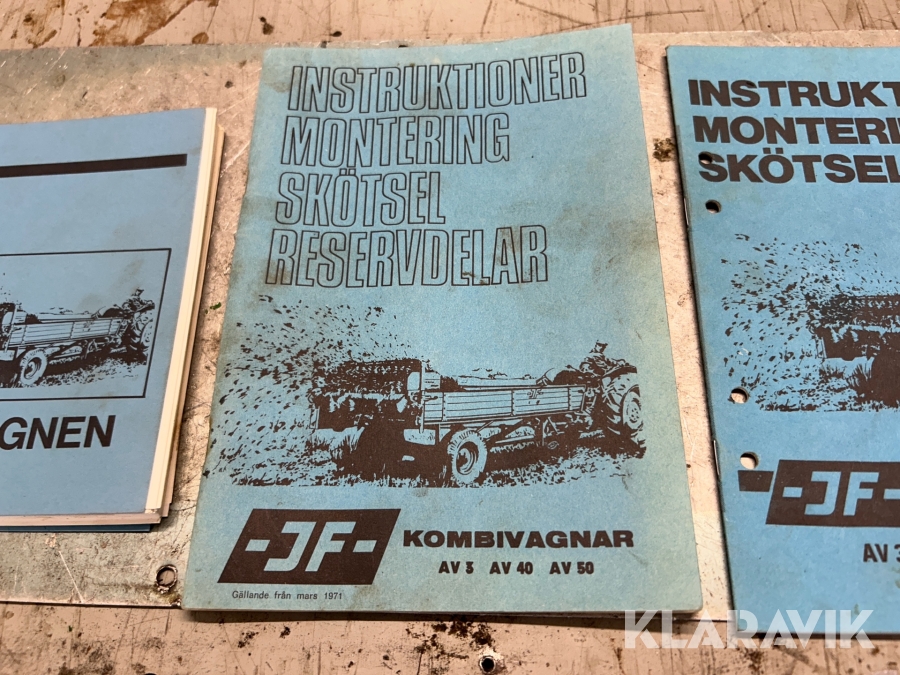 GNEN
INSTRUKTIONER
MONTERING
SKÖTSEL
RESERVDELAR
JF
-JF-
KOMBIVAGNAR
AV 3 AV 40 AV 50
Gällande från mars 1971
INSTRUKT
MONTERI
SKÖTSEL
-JF-
AV 3
KLARAVIK